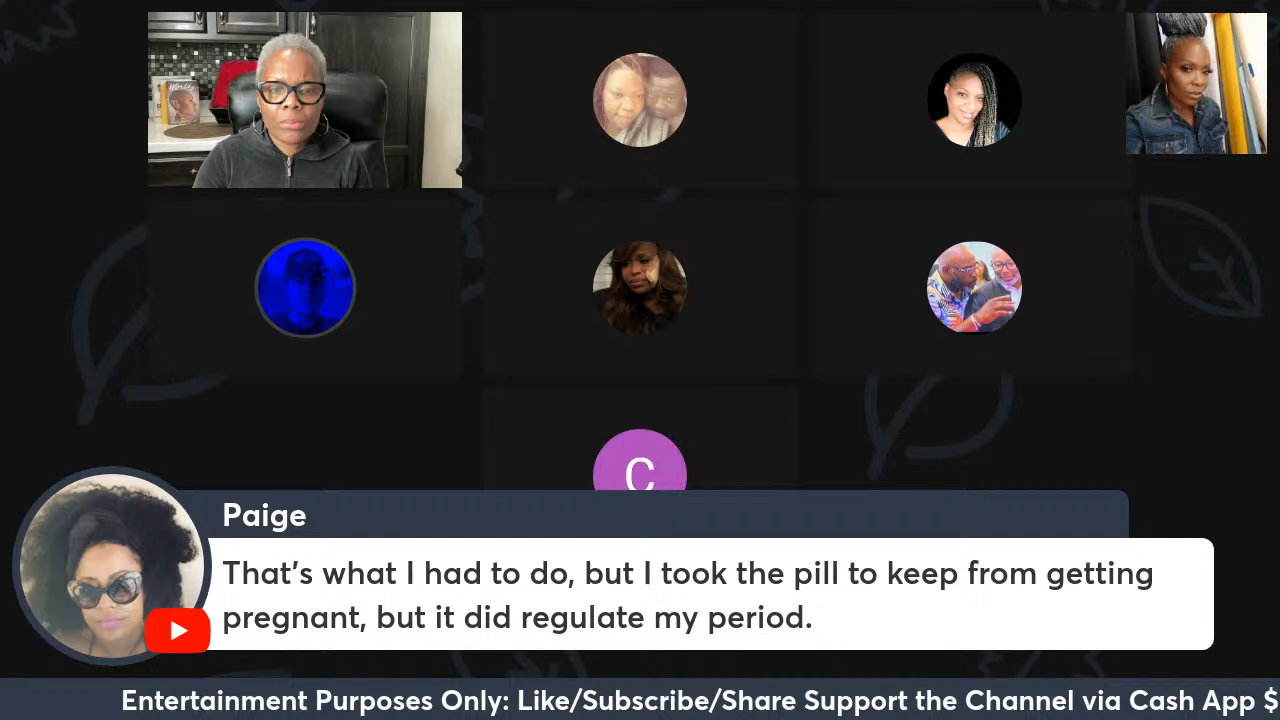 C
Paige
That's what I had to do, but I took the pill to keep from getting
pregnant, but it did regulate my period.
Entertainment Purposes Only: Like/Subscribe/Share Support the Channel via Cash App $